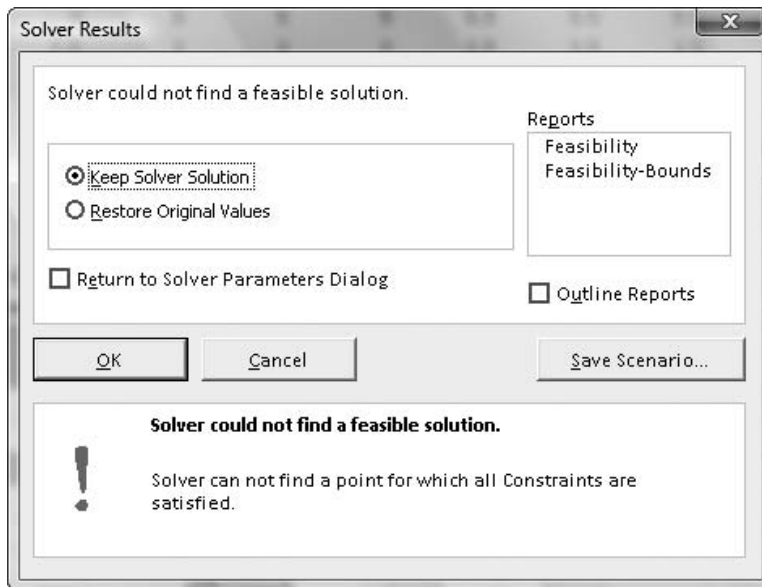 Solver Results
Solver could not find a feasible solution.
Reports
Feasibility
Feasibility-Bounds
Keep Solver Solution
Restore Original Values
Return to Solver Parameters Dialog
Outline Reports
OK
Cancel
Save Scenario...
Solver could not find a feasible solution.
Solver can not find a point for which all Constraints are
satisfied.